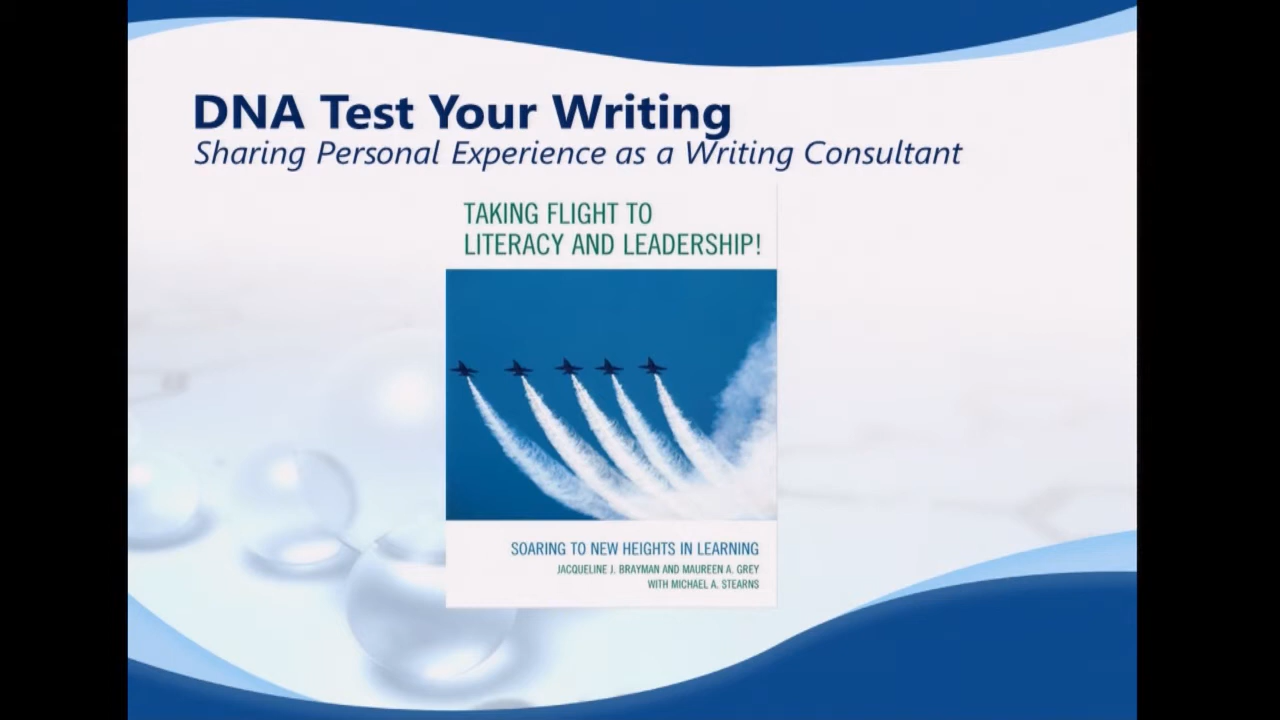 DNA Test Your Writing
Sharing Personal Experience as a Writing Consultant
TAKING FLIGHT TO
LITERACY AND LEADERSHIP!
SOARING TO NEW HEIGHTS IN LEARNING
JACQUELINE J. BRAYMAN AND MAUREEN A. GREY
WITH MICHAEL A. STEARNS